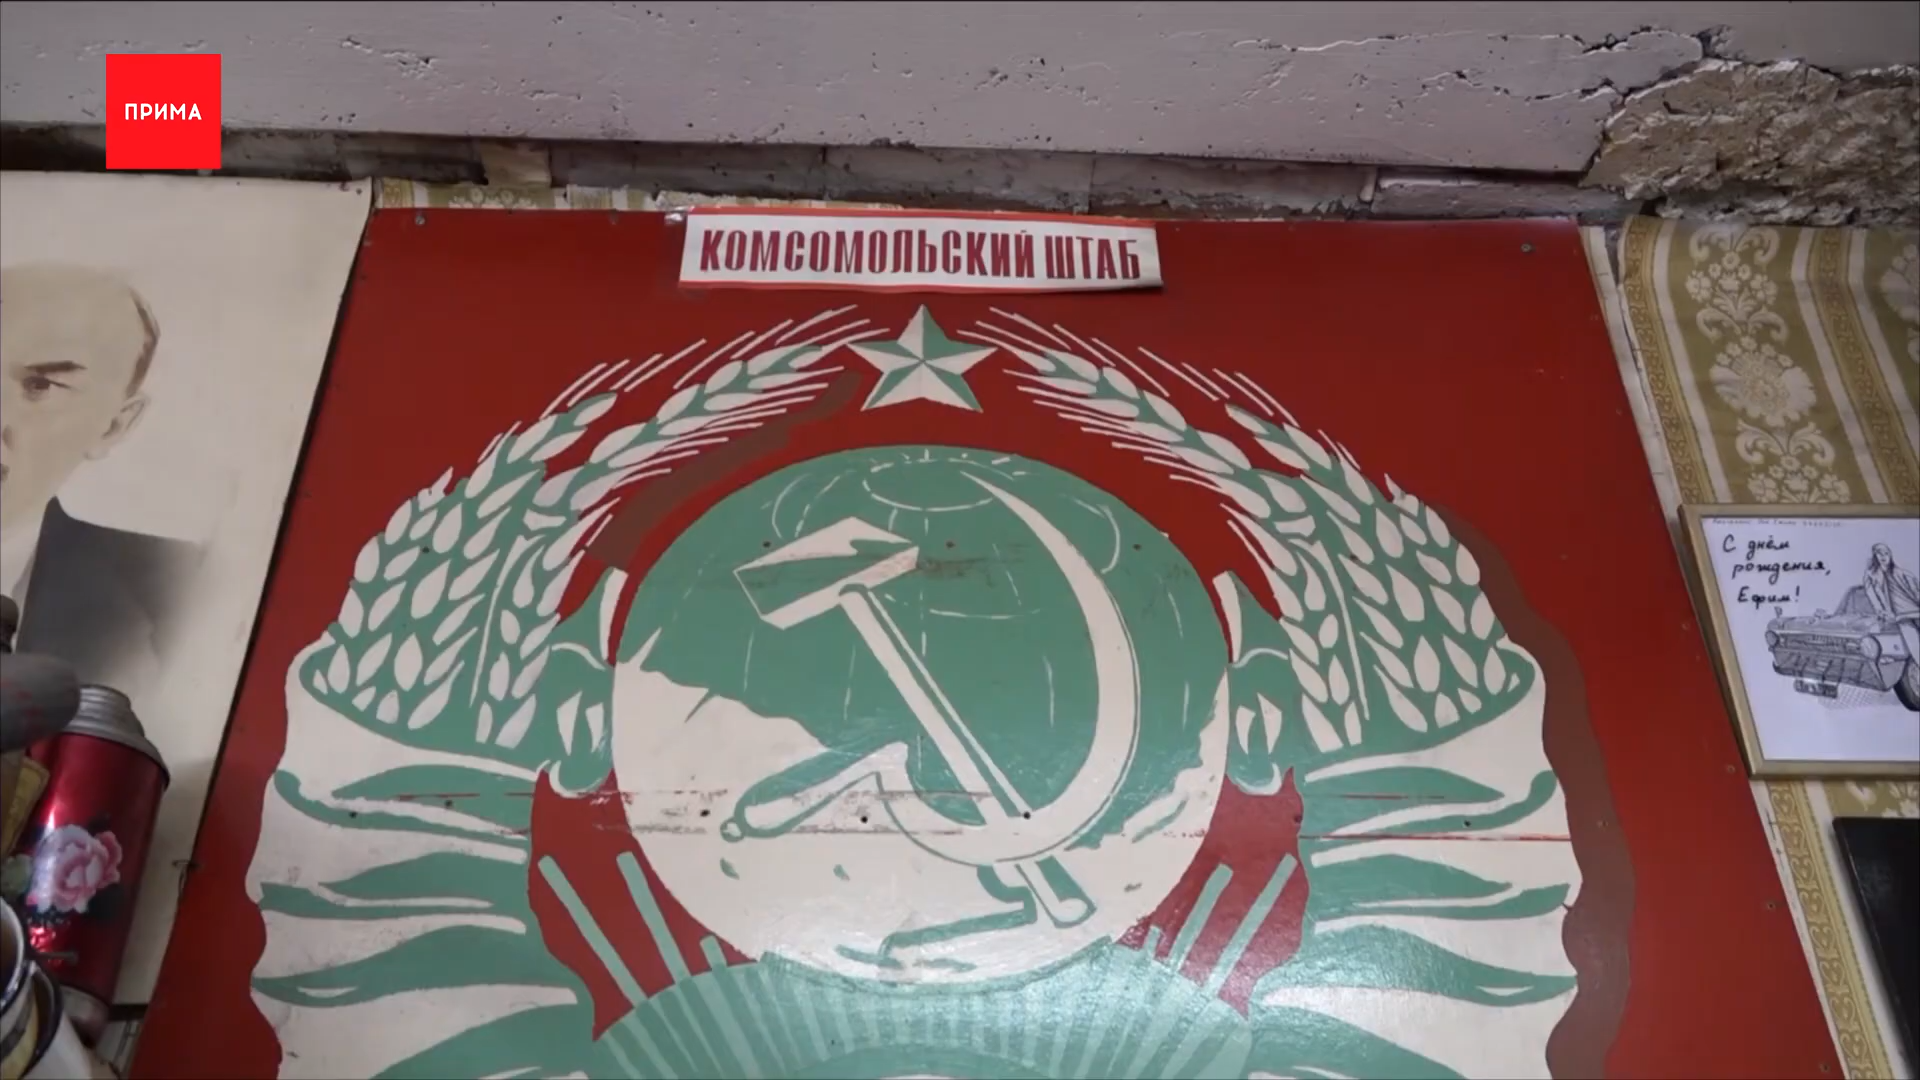 ПРИМА
КОМСОМОЛЬСКИЙ ШТАБ
С днём
рождения,
Ефим!